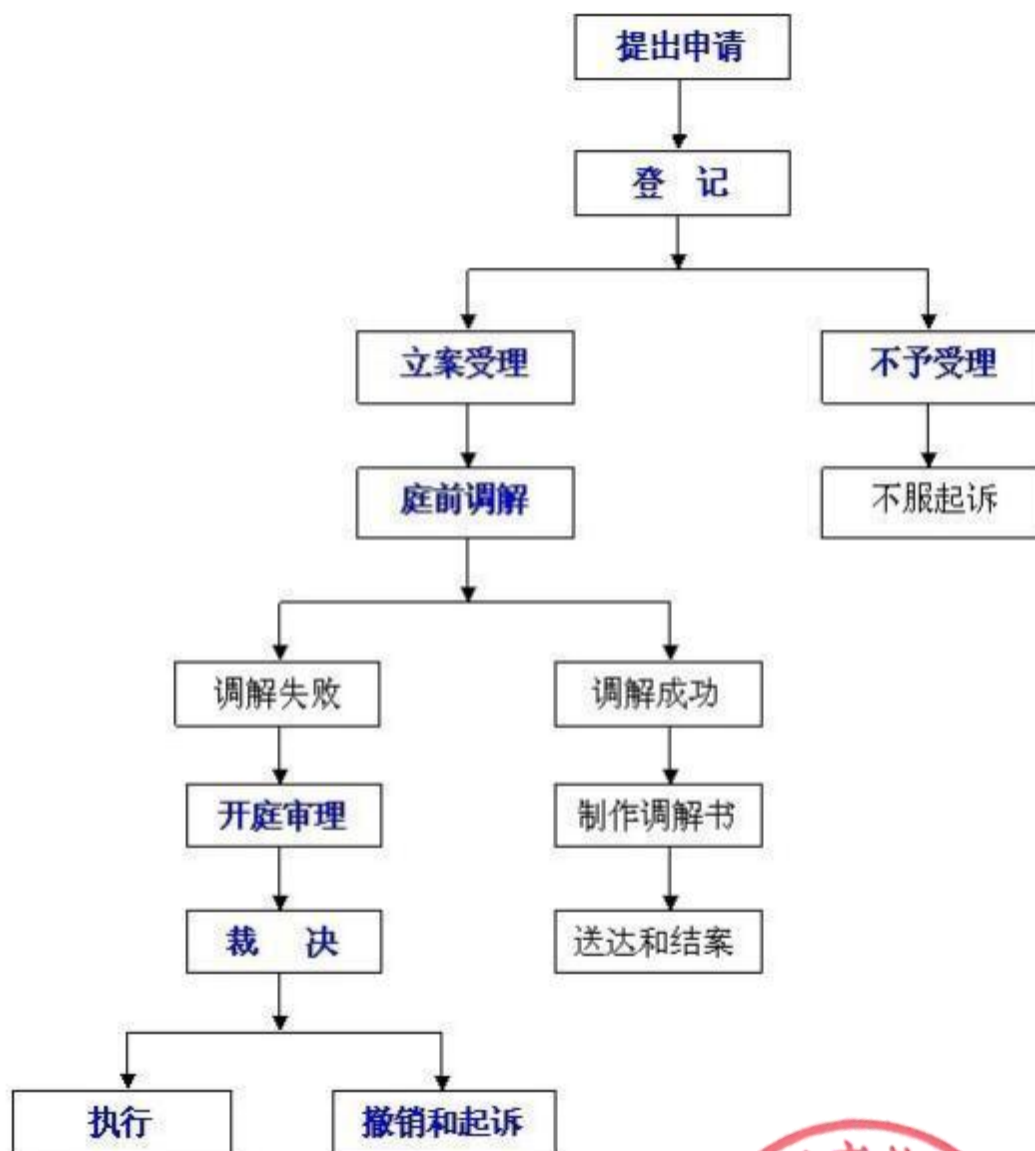 提出申请
登 记
立案受理
不予受理
庭前调解
不服起诉
调解失败
调解成功
开庭审理
制作调解书
裁 决
送达和结案
执行
撤销和起诉